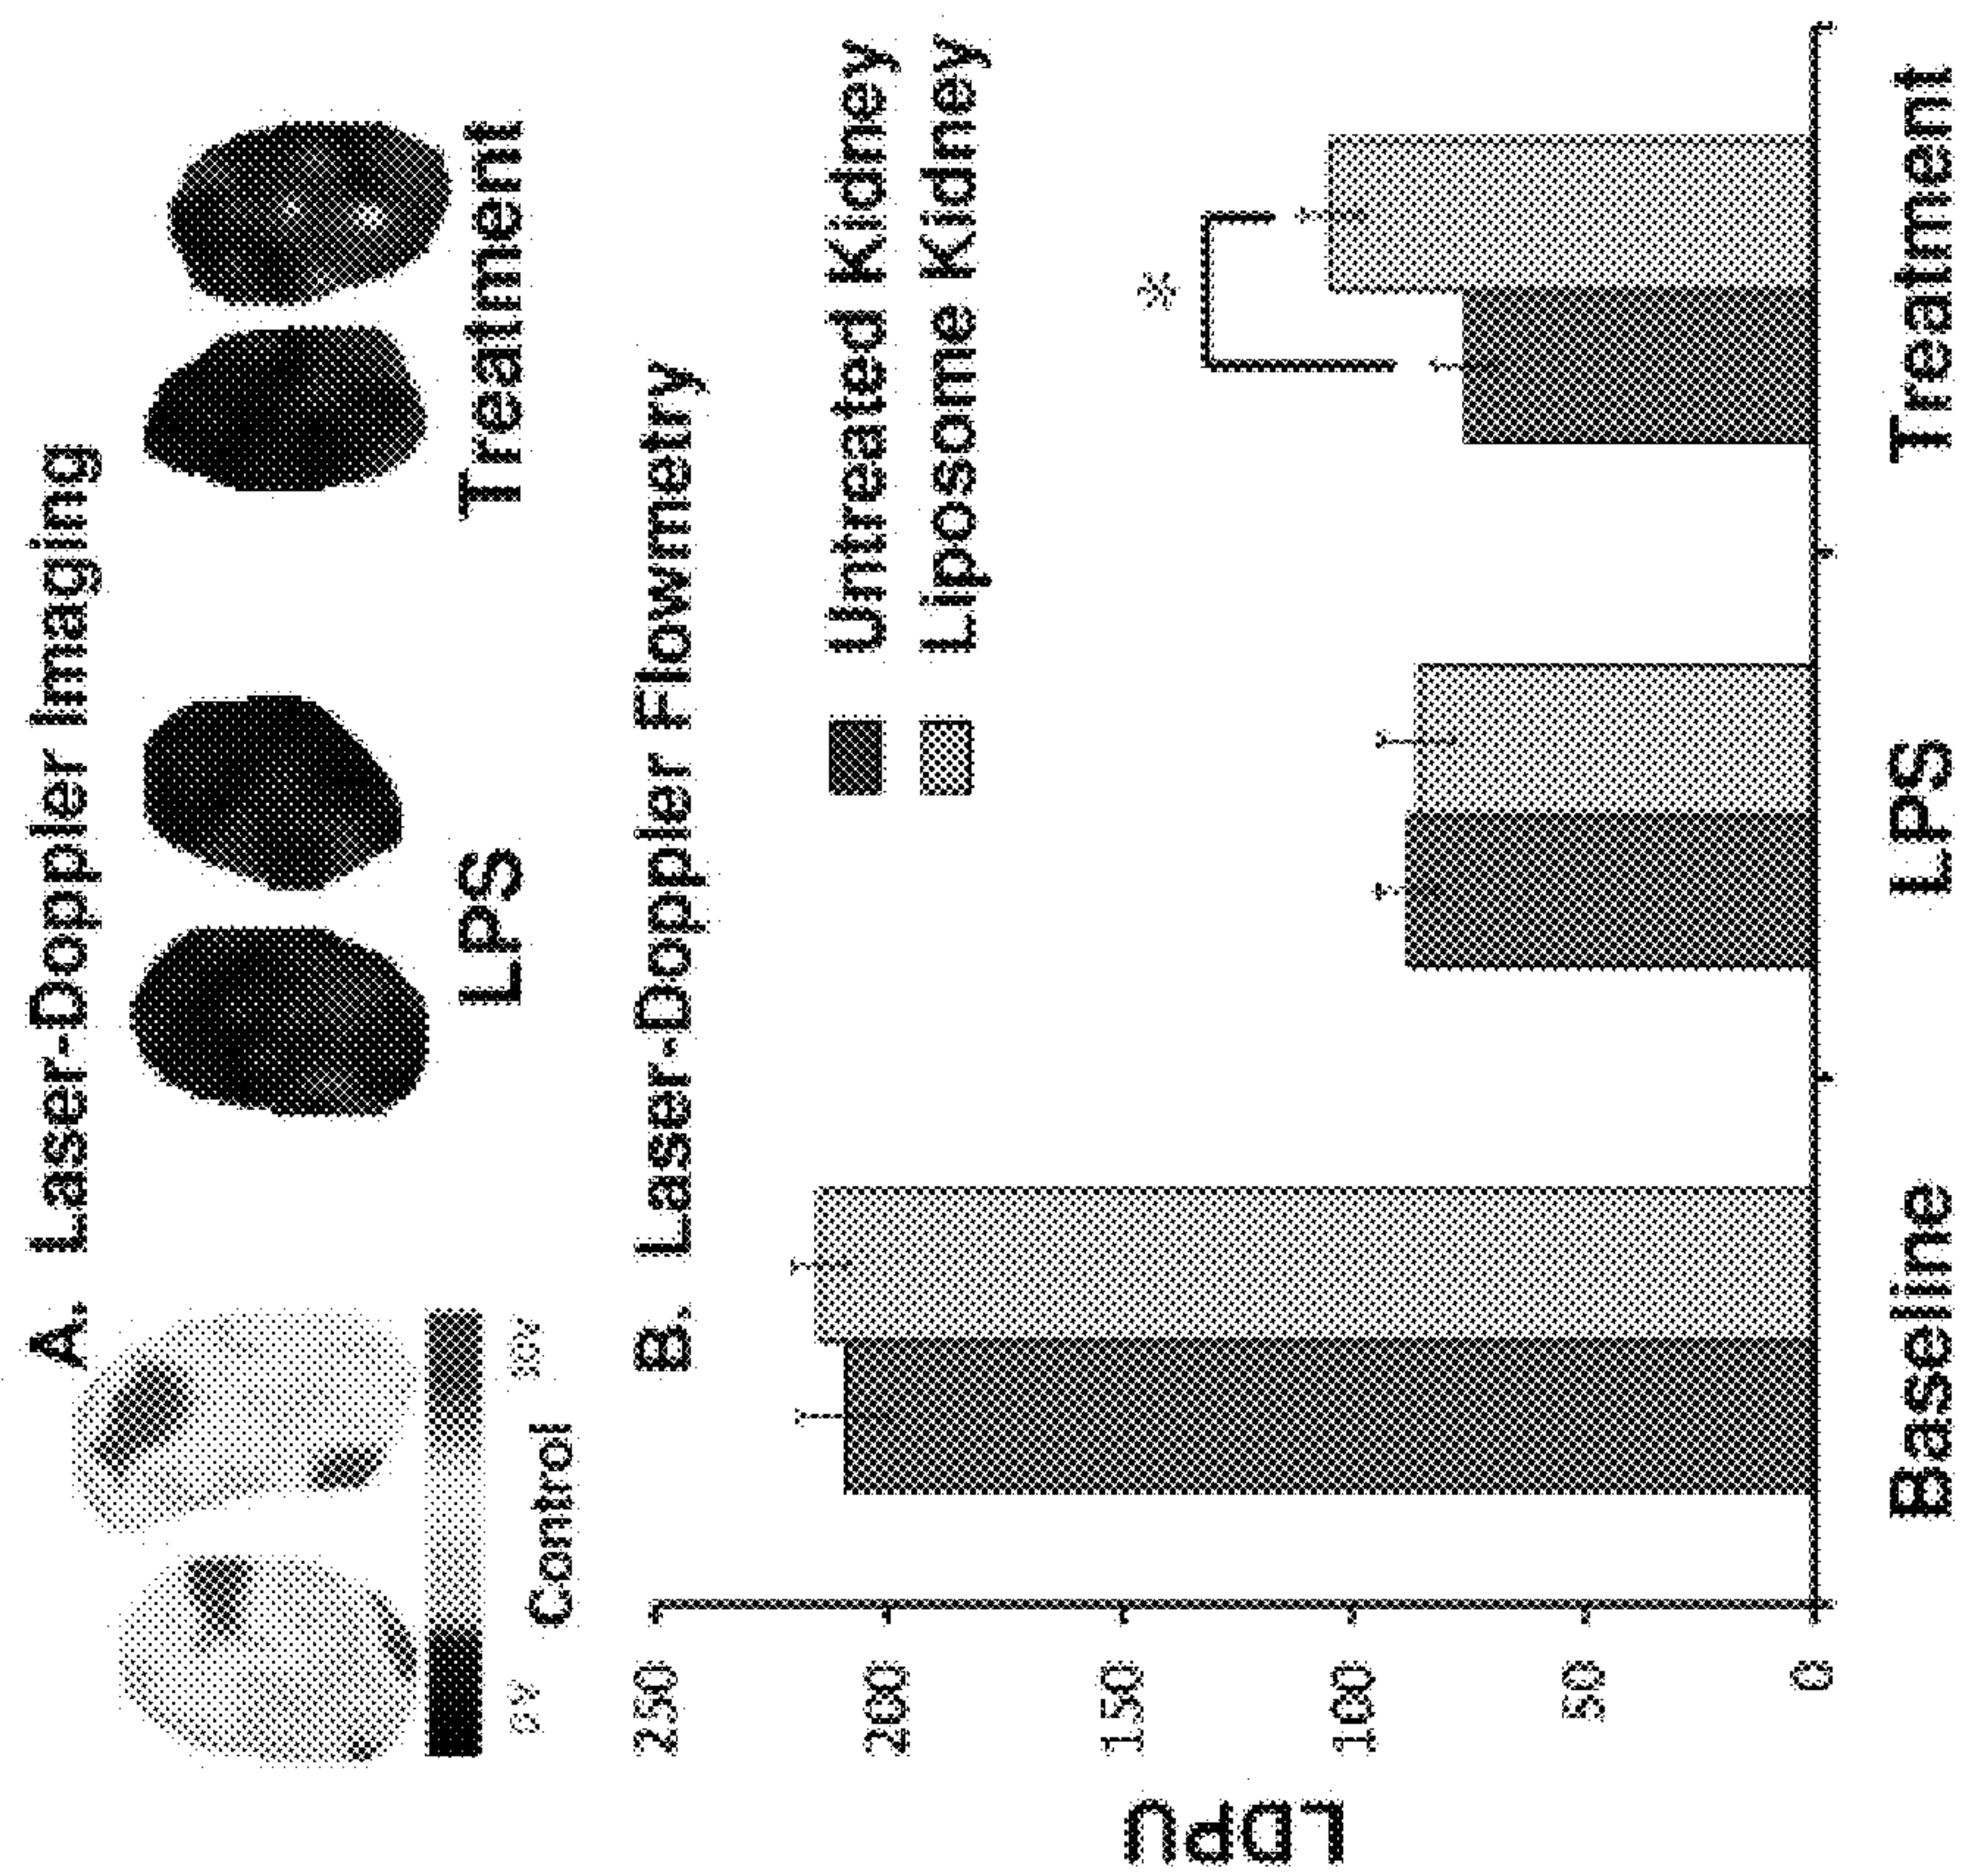 A. Laser-Doppler Imaging
Control
LPS
Treatment
B. Laser-Doppler Flowmetry
Untreated Kidney
Liposome Kidney
LDPU
250
200
150
100
50
0
*
Baseline
LPS
Treatment